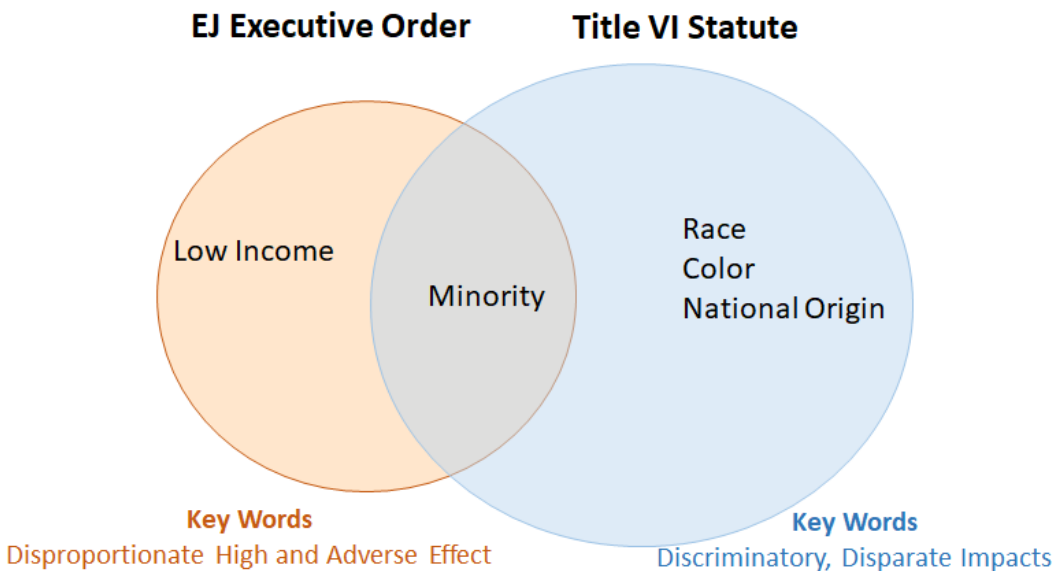 EJ Executive Order
Title VI Statute
Low Income
Minority
Race
Color
National Origin
Key Words
Disproportionate High and Adverse Effect
Key Words
Discriminatory, Disparate Impacts